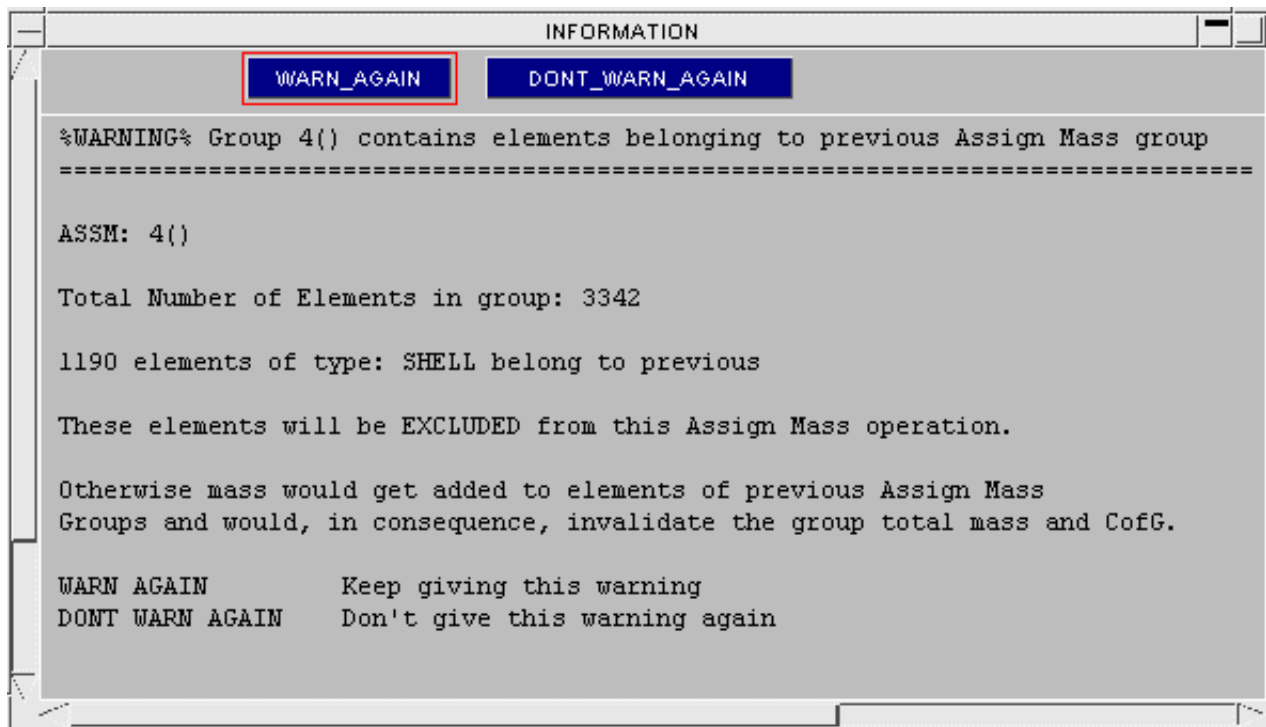 INFORMATION
WARN_AGAIN DONT_WARN_AGAIN
%WARNING% Group 4() contains elements belonging to previous Assign Mass group
================================================================================
ASSM: 4()
Total Number of Elements in group: 3342
1190 elements of type: SHELL belong to previous
These elements will be EXCLUDED from this Assign Mass operation.
Otherwise mass would get added to elements of previous Assign Mass
Groups and would, in consequence, invalidate the group total mass and CofG.
WARN AGAIN Keep giving this warning
DONT WARN AGAIN Don't give this warning again